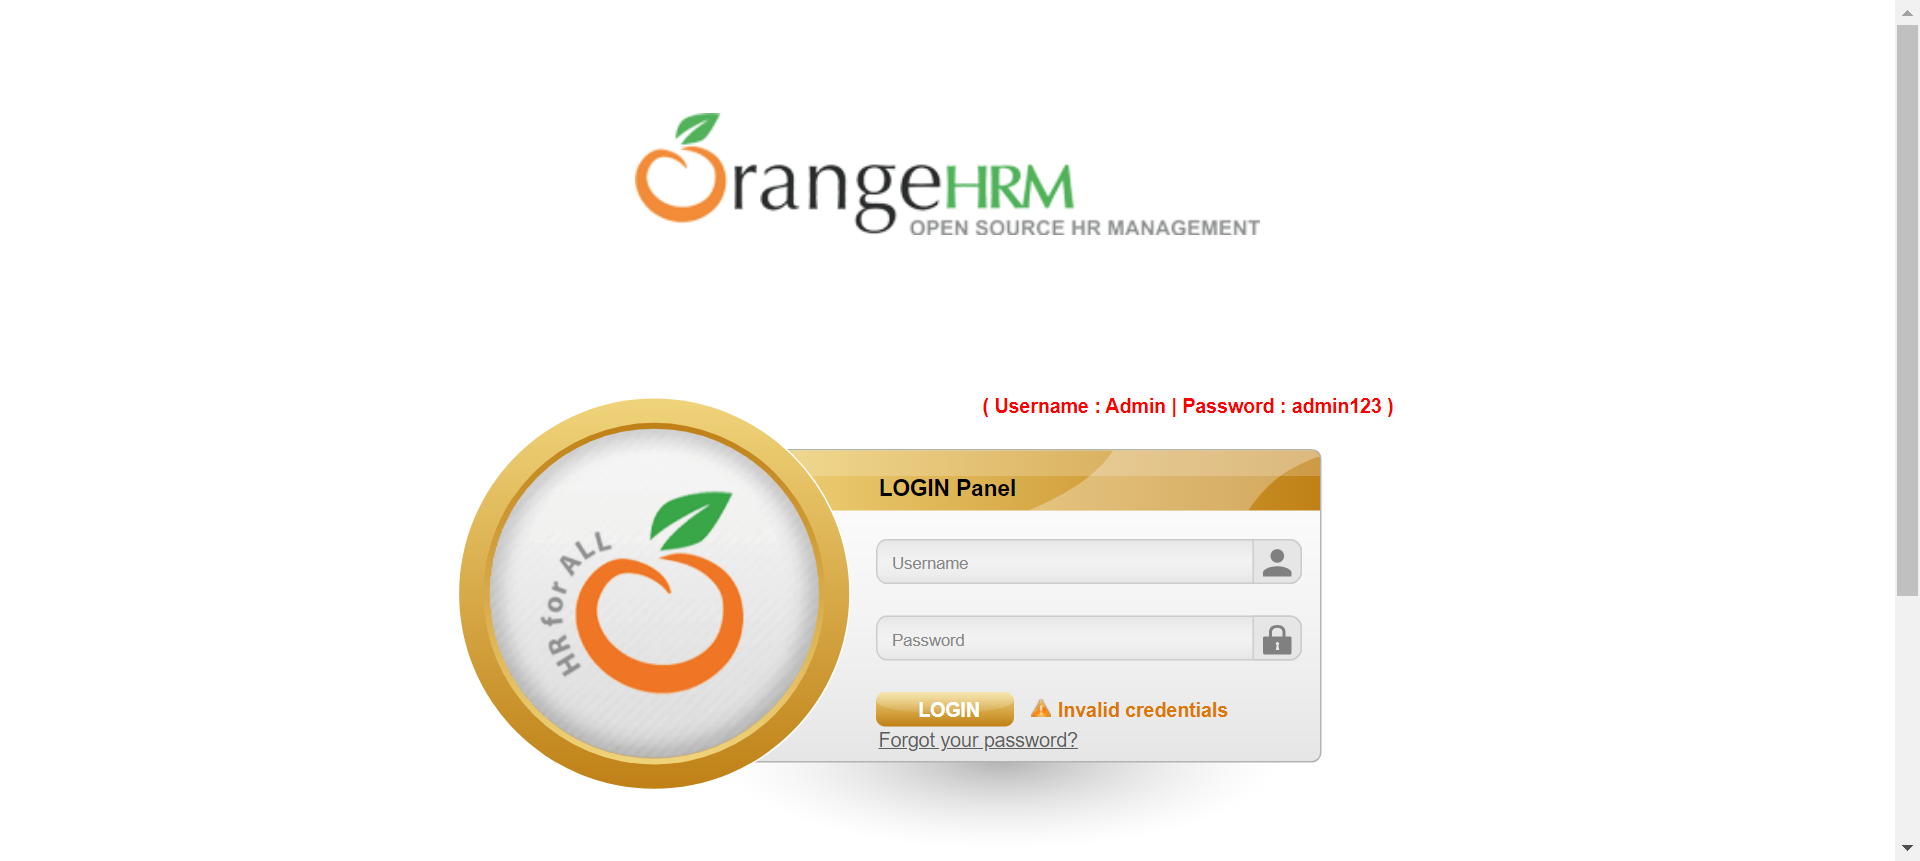 OrangeHRM
OPEN SOURCE HR MANAGEMENT
( Username : Admin | Password : admin123 )
LOGIN Panel
HR for ALL
Username
Password
LOGIN
Invalid credentials
Forgot your password?